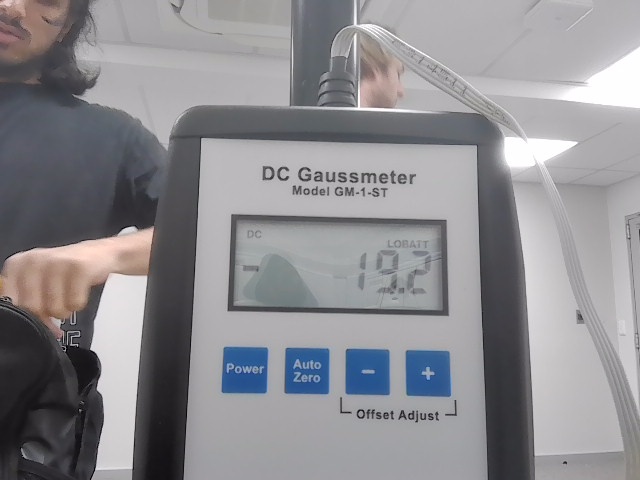 DC Gaussmeter
Model GM-1-ST
DC
LOBATT
- 19.2
Power
Auto
Zero
-
+
Offset Adjust